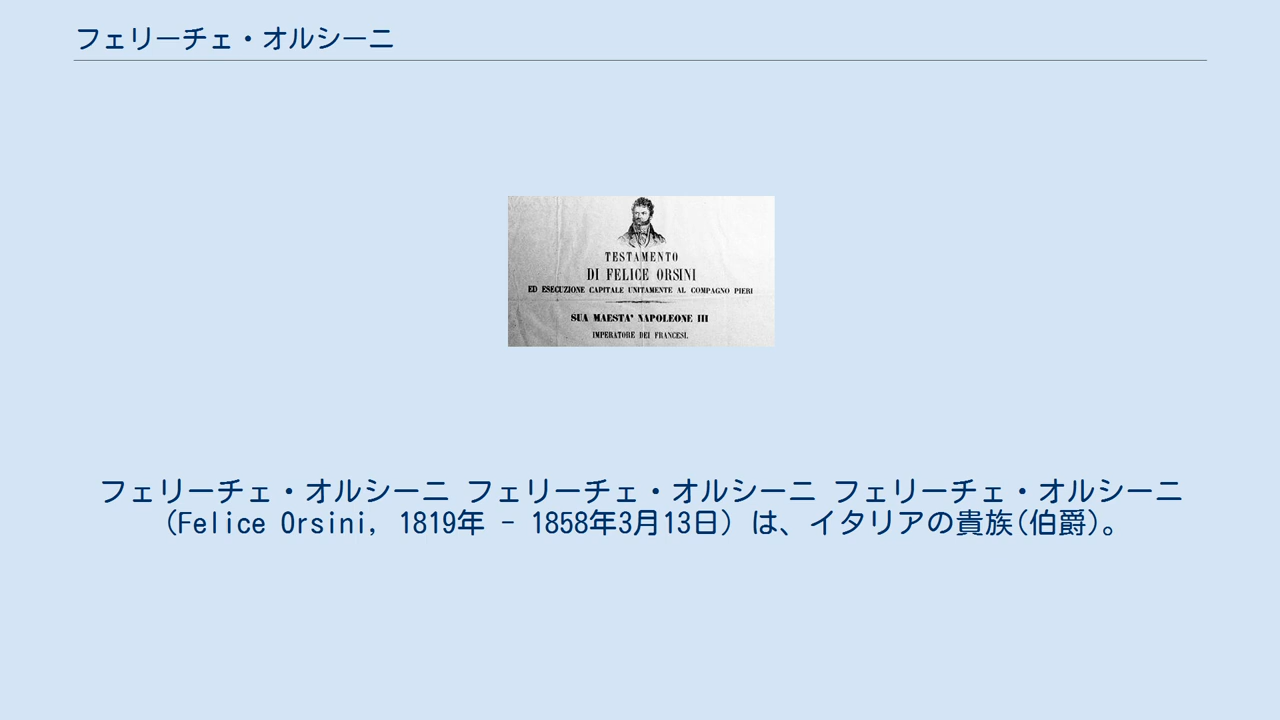 フェリーチェ・オルシーニ
TESTAMENTO
DI FELICE ORSINI
ED ESECUZIONE CAPITALE UNITAMENTE AL COMPAGNO PIERI
SUA MAESTA' NAPOLEONE III
IMPERATORE DEI FRANCESI.
フェリーチェ・オルシーニ フェリーチェ・オルシーニ フェリーチェ・オルシーニ
(Felice Orsini, 1819年 - 1858年3月13日) は、イタリアの貴族(伯爵)。